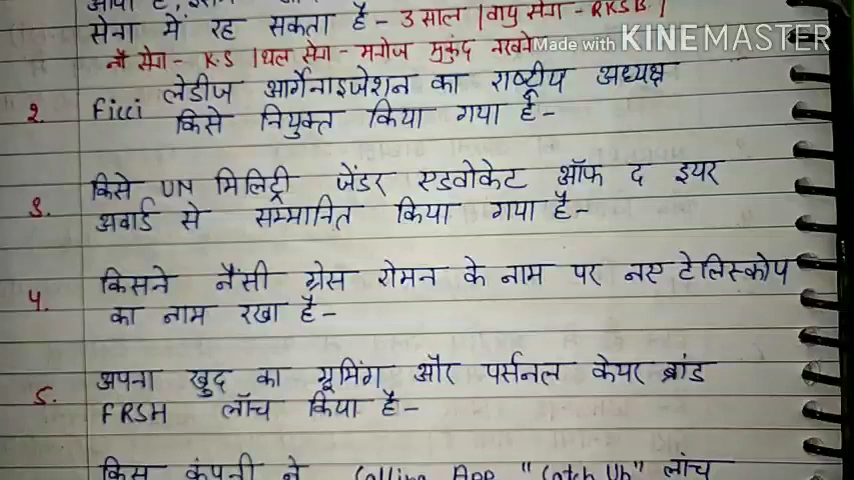 सेना में रह सकता है- 3 साल | वायु सेना - RKSB |
नौ सेना - K.S | थल सेना - मनोज मुकुंद नरवणे
Made with KINEMASTER
2. Ficci लेडीज आर्गेनाइजेशन का राष्ट्रीय अध्यक्ष
किसे नियुक्त किया गया है-
3. किसे UN मिलिट्री जेंडर एडवोकेट ऑफ द इयर
अवार्ड से सम्मानित किया गया है-
4. किसने नैंसी ग्रेस रोमन के नाम पर नए टेलिस्कोप
का नाम रखा है-
5. अपना खुद का ग्रूमिंग और पर्सनल केयर ब्रांड
FRSH लॉच किया है-
किस कंपनी ने Calling App "Catch Up" लांच